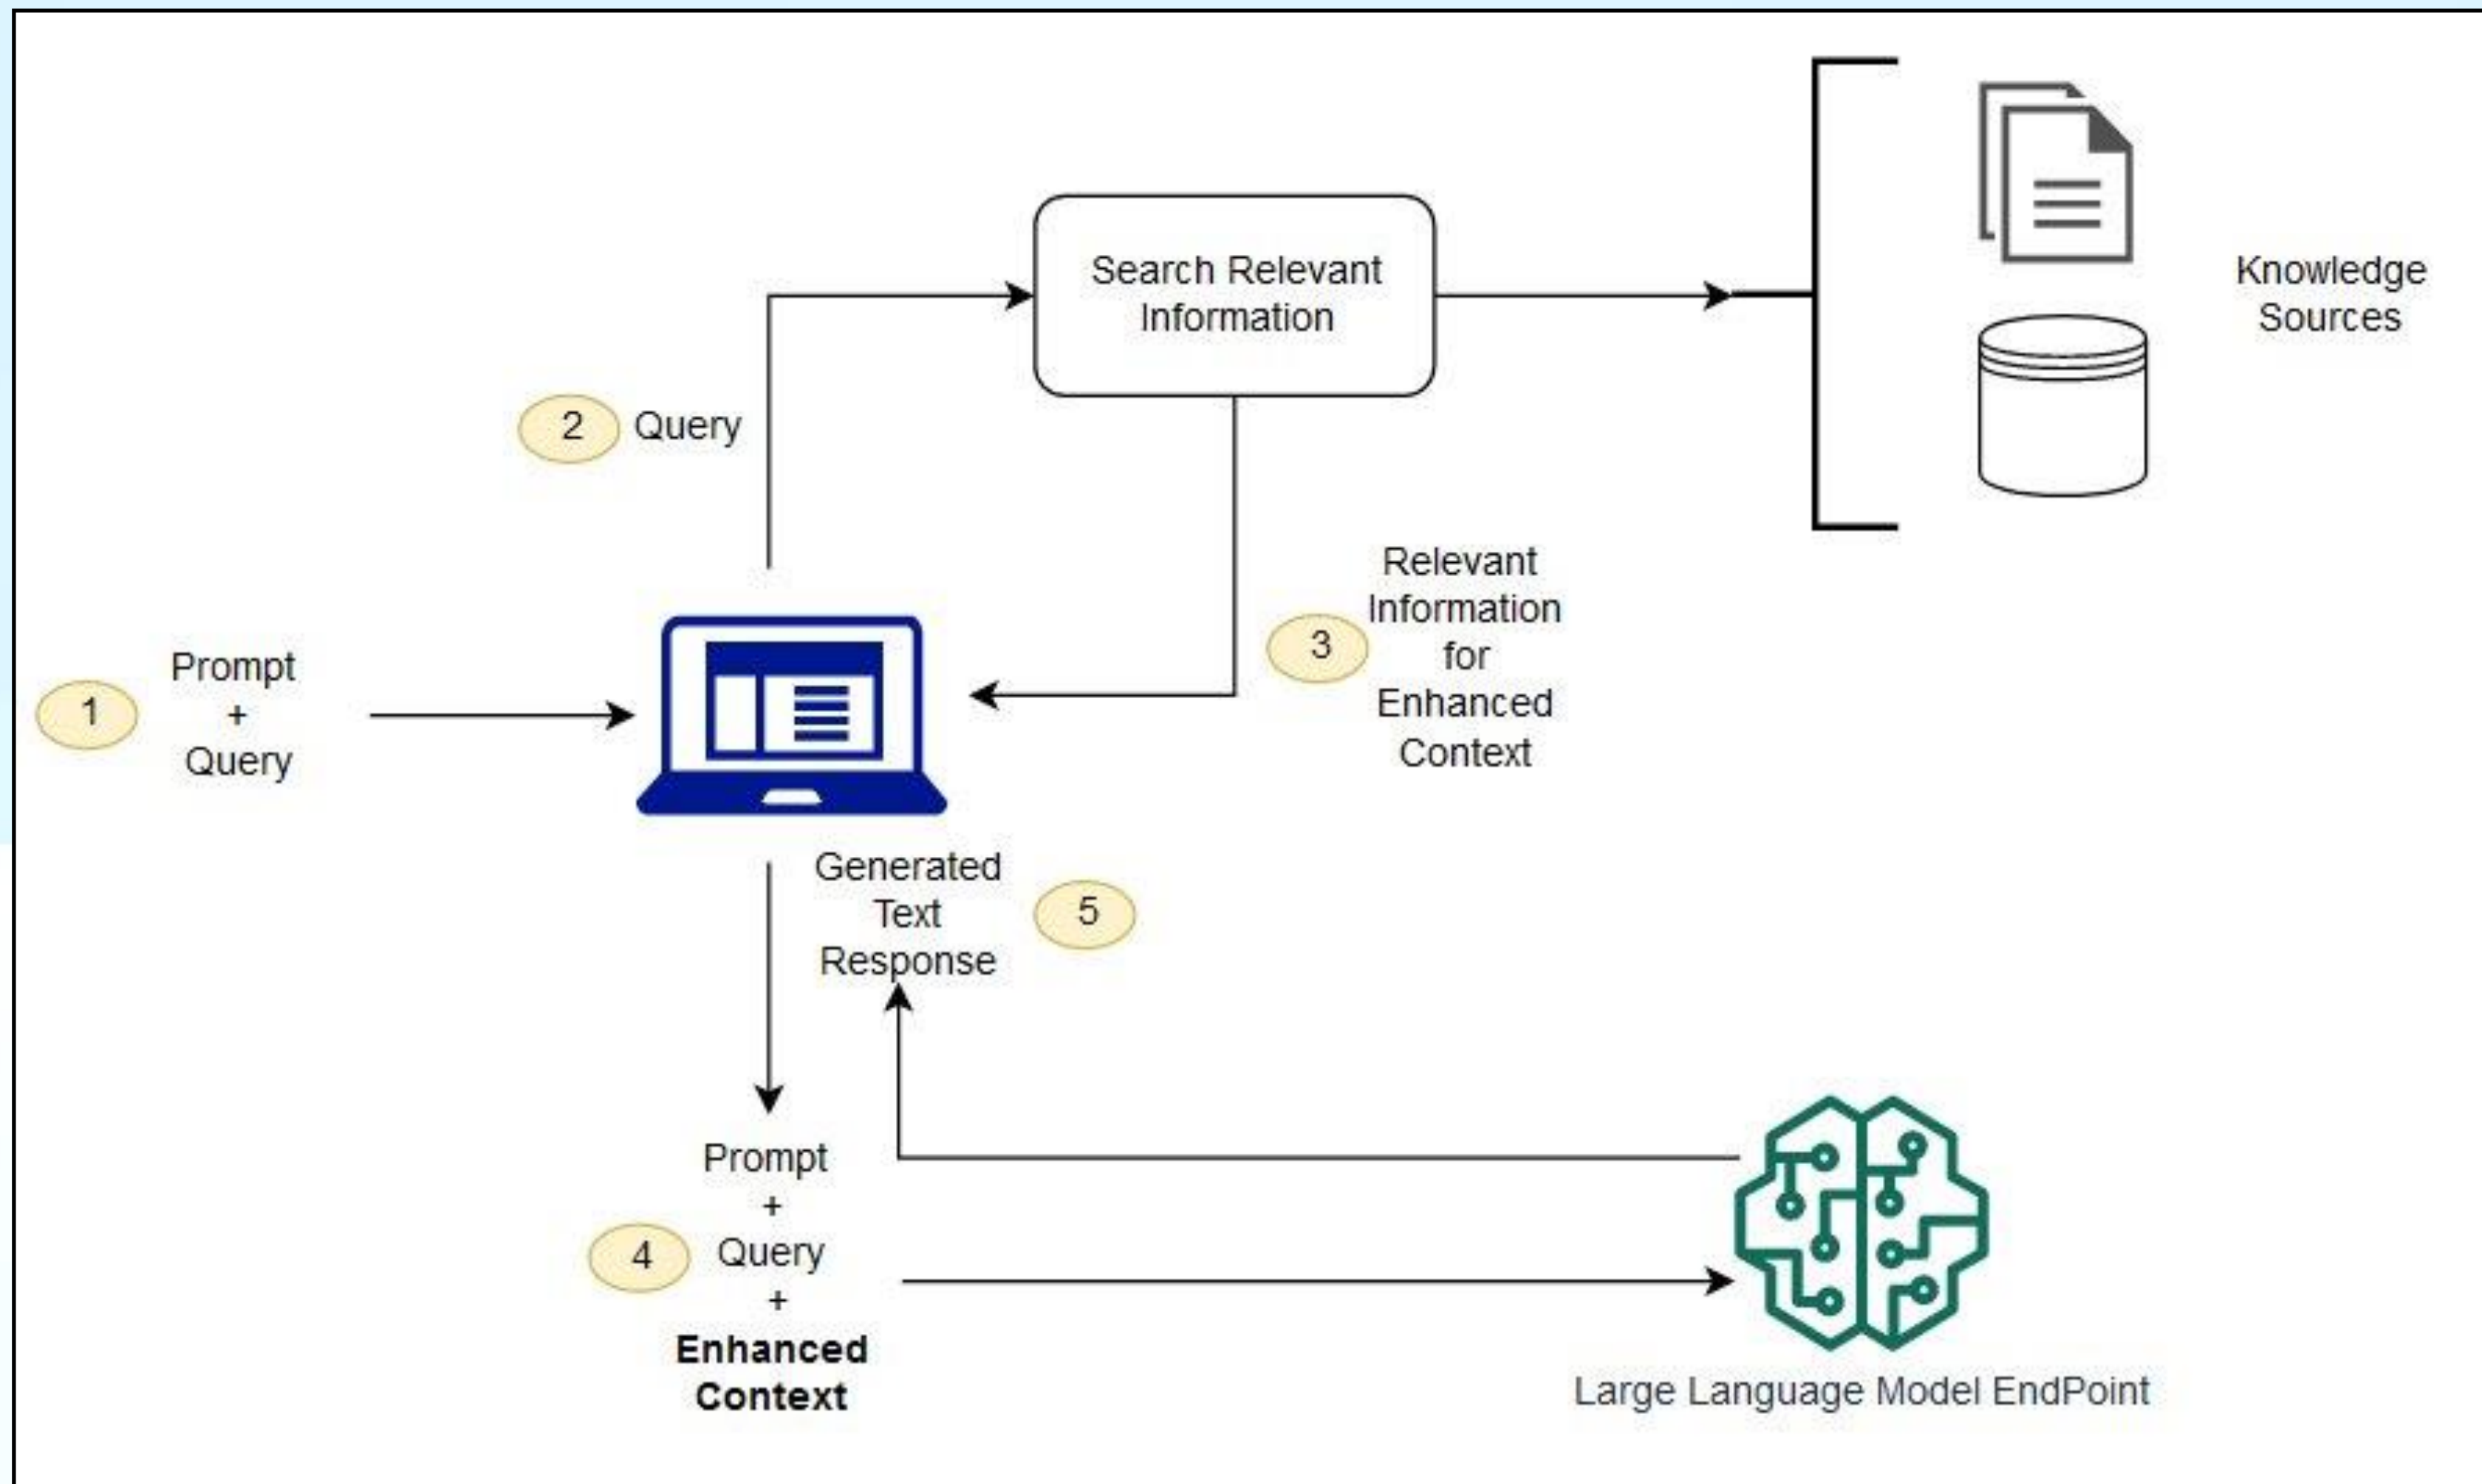 Search Relevant
Information
Knowledge
Sources
2
Query
1
Prompt
+
Query
3
Relevant
Information
for
Enhanced
Context
Generated
Text
Response
5
4
Prompt
+
Query
+
Enhanced
Context
Large Language Model EndPoint